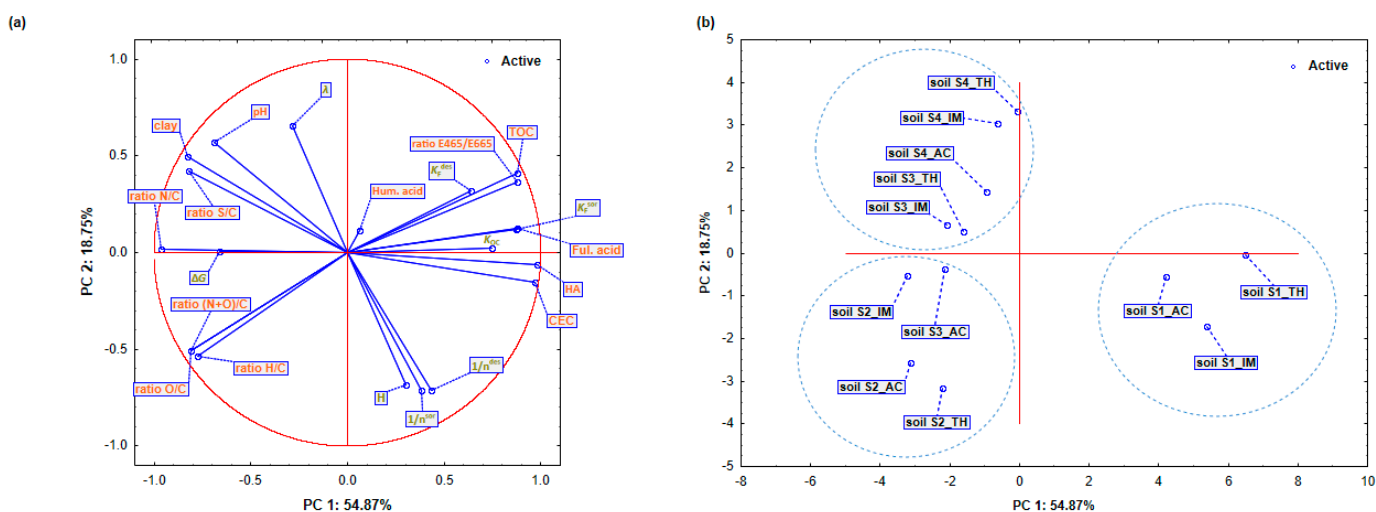 (a)
Active
λ
pH
clay
TOC
ratio E465/E665
K_F^des
Hum. acid
ratio N/C
ratio S/C
K_F^sor
K_OC
Ful. acid
ΔG
HA
ratio (N+O)/C
CEC
ratio H/C
1/n^des
ratio O/C
H
1/n^sor
1.0
0.5
0.0
-0.5
-1.0
PC 2: 18.75%
-1.0 -0.5 0.0 0.5 1.0
PC 1: 54.87%
(b)
Active
soil S4_TH
soil S4_IM
soil S4_AC
soil S3_TH
soil S3_IM
soil S2_IM
soil S3_AC
soil S1_TH
soil S1_AC
soil S1_IM
soil S2_AC
soil S2_TH
5
4
3
2
1
0
-1
-2
-3
-4
-5
PC 2: 18.75%
-8 -6 -4 -2 0 2 4 6 8 10
PC 1: 54.87%